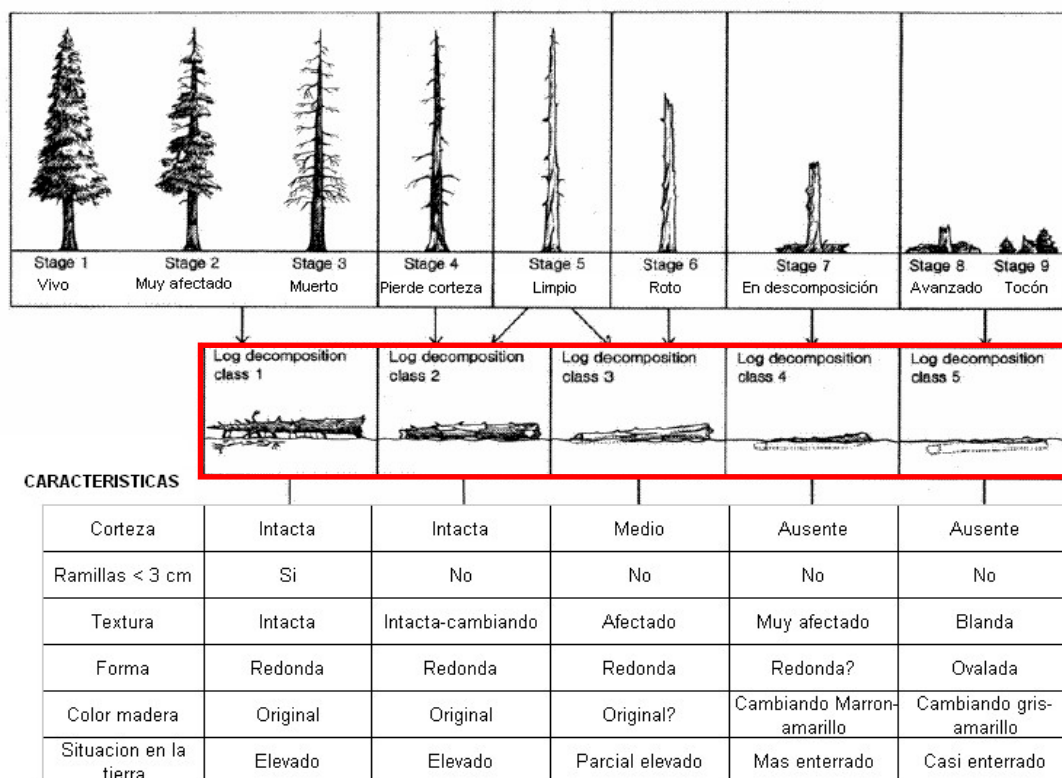 Stage 1
Vivo
Stage 2
Muy afectado
Stage 3
Muerto
Stage 4
Pierde corteza
Stage 5
Limpio
Stage 6
Roto
Stage 7
En descomposición
Stage 8
Avanzado
Stage 9
Tocón
Log decomposition
class 1
Log decomposition
class 2
Log decomposition
class 3
Log decomposition
class 4
Log decomposition
class 5
CARACTERISTICAS
Corteza Intacta Intacta Medio Ausente Ausente
Ramillas < 3 cm Si No No No No
Textura Intacta Intacta-cambiando Afectado Muy afectado Blanda
Forma Redonda Redonda Redonda Redonda? Ovalada
Color madera Original Original Original? Cambiando Marron-
amarillo Cambiando gris-
amarillo
Situacion en la
tierra Elevado Elevado Parcial elevado Mas enterrado Casi enterrado